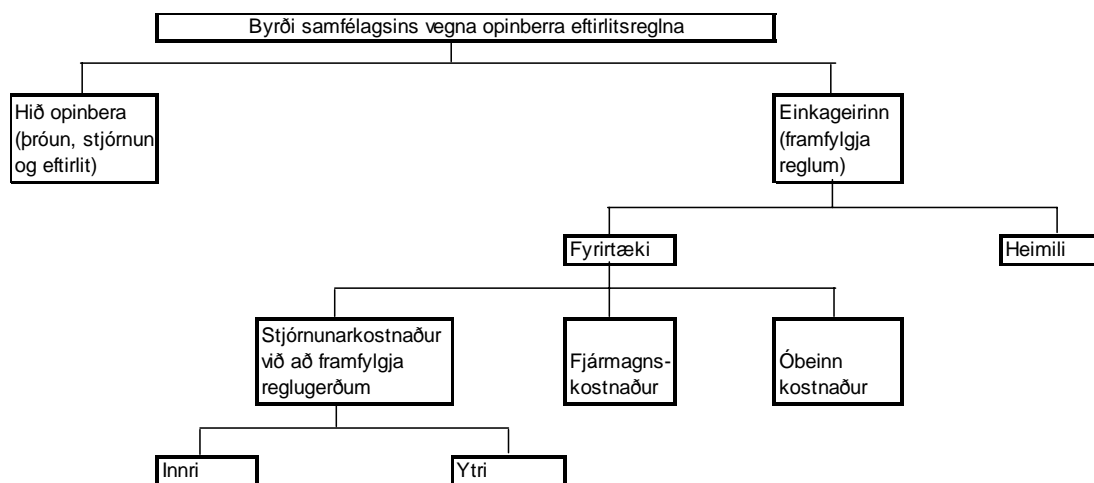 Byrði samfélagsins vegna opinberra eftirlitsreglna
Hið opinbera
(þróun, stjórnun
og eftirlit)
Einkageirinn
(framfylgja
reglum)
Fyrirtæki
Heimili
Stjórnunarkostnaður
við að framfylgja
reglugerðum
Fjármagns-
kostnaður
Óbeinn
kostnaður
Innri
Ytri